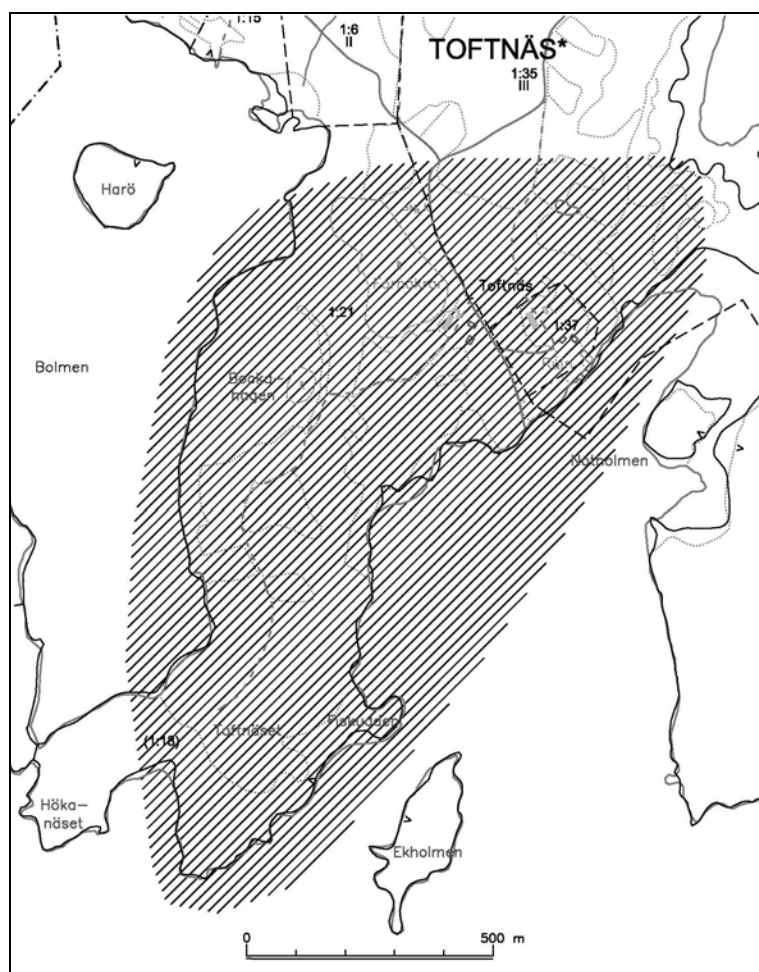 1:15
1:6
II
TOFTNÄS*
1:35
III
Harö
Toftnäs
1:21
1:37
Bolmen
Notholmen
Toftnäset
(1:18)
Höka-
näset
Ekholmen
0
500 m